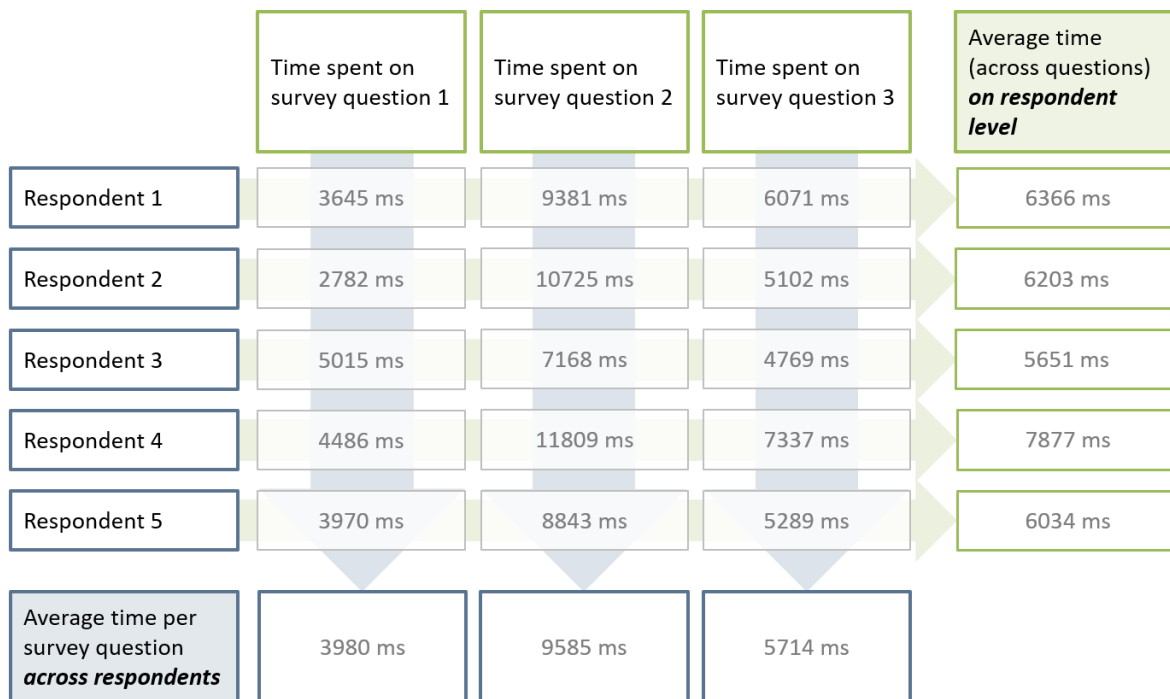 Time spent on
survey question 1
Time spent on
survey question 2
Time spent on
survey question 3
Average time
(across questions)
on respondent
level
Respondent 1
3645 ms
9381 ms
6071 ms
6366 ms
Respondent 2
2782 ms
10725 ms
5102 ms
6203 ms
Respondent 3
5015 ms
7168 ms
4769 ms
5651 ms
Respondent 4
4486 ms
11809 ms
7337 ms
7877 ms
Respondent 5
3970 ms
8843 ms
5289 ms
6034 ms
Average time per
survey question
across respondents
3980 ms
9585 ms
5714 ms